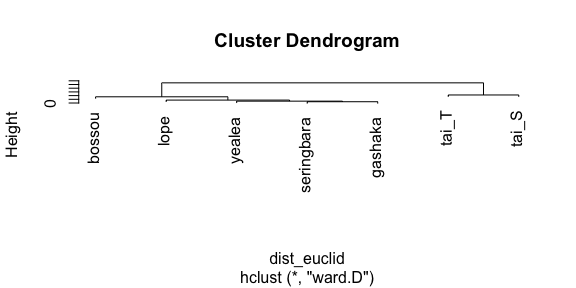 Cluster Dendrogram
Height
0
bossou
lope
yealea
seringbara
gashaka
tai_T
tai_S
dist_euclid
hclust (*, "ward.D")